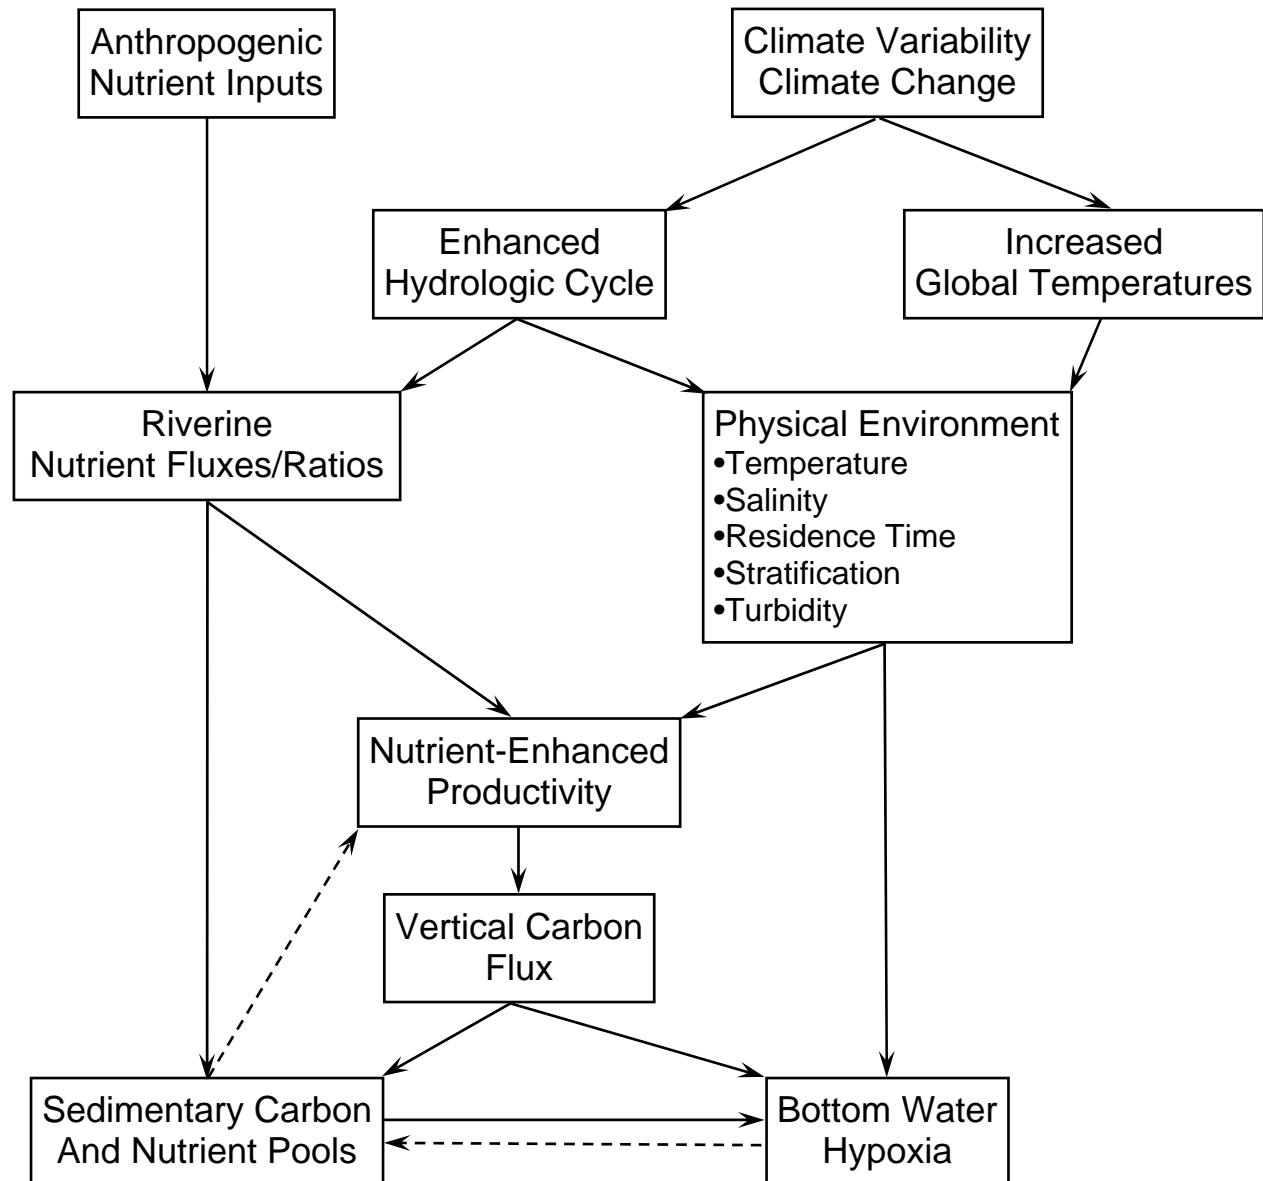 Anthropogenic
Nutrient Inputs
Climate Variability
Climate Change
Enhanced
Hydrologic Cycle
Increased
Global Temperatures
Riverine
Nutrient Fluxes/Ratios
Physical Environment
•Temperature
•Salinity
•Residence Time
•Stratification
•Turbidity
Nutrient-Enhanced
Productivity
Vertical Carbon
Flux
Sedimentary Carbon
And Nutrient Pools
Bottom Water
Hypoxia